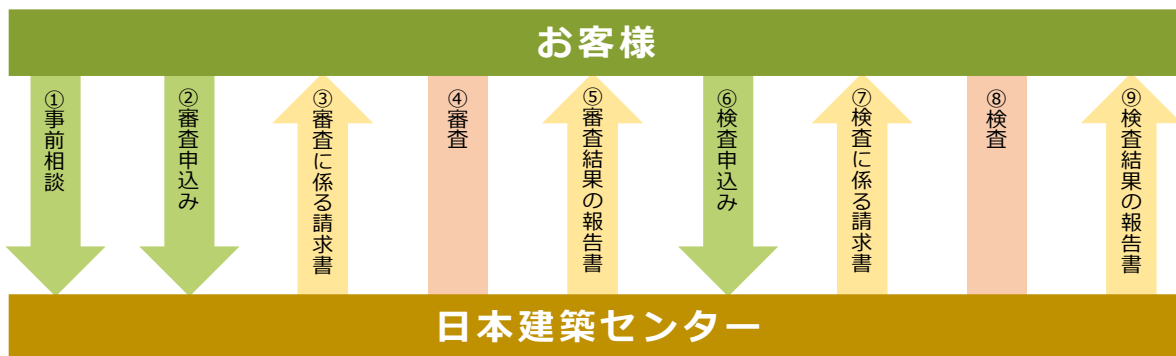 お客様
①事前相談
②審査申込み
③審査に係る請求書
④審査
⑤審査結果の報告書
⑥検査申込み
⑦検査に係る請求書
⑧検査
⑨検査結果の報告書
日本建築センター